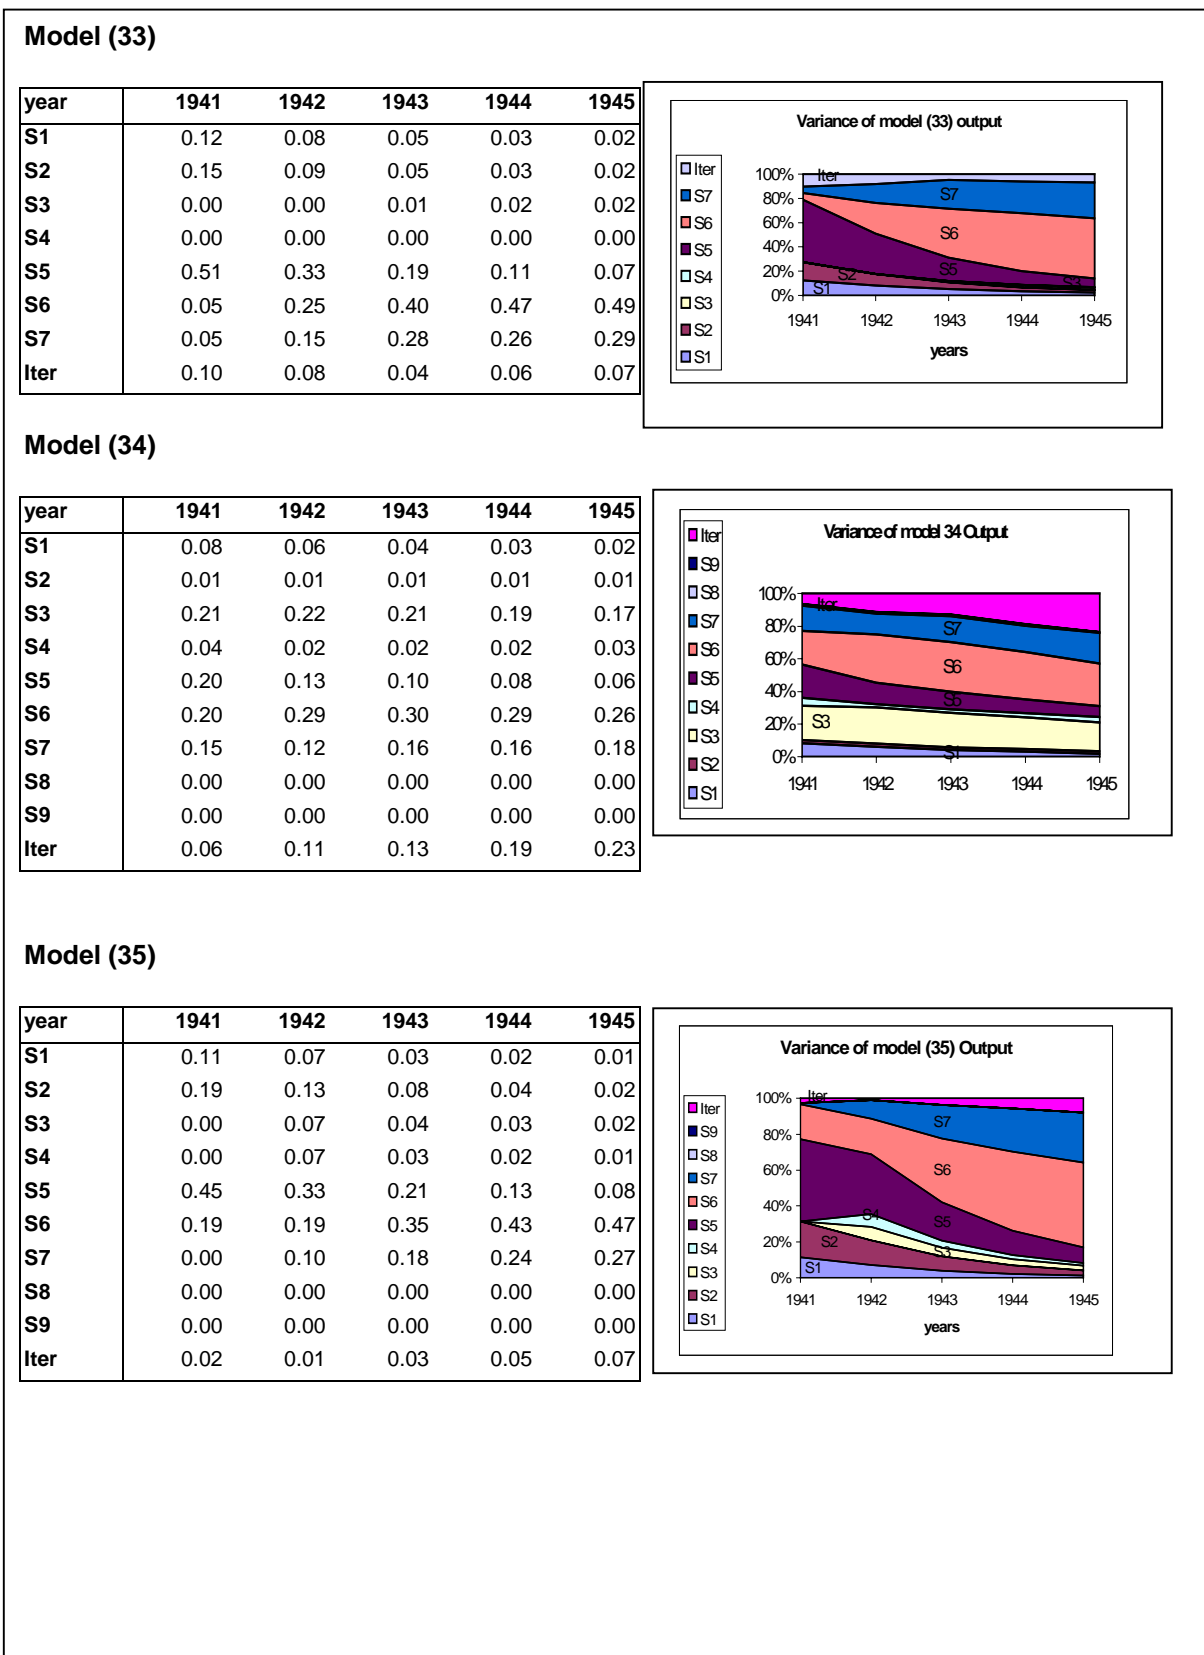 Model (33)
year 1941 1942 1943 1944 1945
S1 0.12 0.08 0.05 0.03 0.02
S2 0.15 0.09 0.05 0.03 0.02
S3 0.00 0.00 0.01 0.02 0.02
S4 0.00 0.00 0.00 0.00 0.00
S5 0.51 0.33 0.19 0.11 0.07
S6 0.05 0.25 0.40 0.47 0.49
S7 0.05 0.15 0.28 0.26 0.29
Iter 0.10 0.08 0.04 0.06 0.07
Variance of model (33) output
Iter
S7
S6
S5
S4
S3
S2
S1
100%
80%
60%
40%
20%
0%
Iter
S7
S6
S5
S2
S3
S1
1941 1942 1943 1944 1945
years
Model (34)
year 1941 1942 1943 1944 1945
S1 0.08 0.06 0.04 0.03 0.02
S2 0.01 0.01 0.01 0.01 0.01
S3 0.21 0.22 0.21 0.19 0.17
S4 0.04 0.02 0.02 0.02 0.03
S5 0.20 0.13 0.10 0.08 0.06
S6 0.20 0.29 0.30 0.29 0.26
S7 0.15 0.12 0.16 0.16 0.18
S8 0.00 0.00 0.00 0.00 0.00
S9 0.00 0.00 0.00 0.00 0.00
Iter 0.06 0.11 0.13 0.19 0.23
Variance of model 34 Output
Iter
S9
S8
S7
S6
S5
S4
S3
S2
S1
100%
80%
60%
40%
20%
0%
Iter
S7
S6
S5
S3
S1
1941 1942 1943 1944 1945
Model (35)
year 1941 1942 1943 1944 1945
S1 0.11 0.07 0.03 0.02 0.01
S2 0.19 0.13 0.08 0.04 0.02
S3 0.00 0.07 0.04 0.03 0.02
S4 0.00 0.07 0.03 0.02 0.01
S5 0.45 0.33 0.21 0.13 0.08
S6 0.19 0.19 0.35 0.43 0.47
S7 0.00 0.10 0.18 0.24 0.27
S8 0.00 0.00 0.00 0.00 0.00
S9 0.00 0.00 0.00 0.00 0.00
Iter 0.02 0.01 0.03 0.05 0.07
Variance of model (35) Output
Iter
S9
S8
S7
S6
S5
S4
S3
S2
S1
100%
80%
60%
40%
20%
0%
Iter
S7
S6
S4
S5
S2
S3
S1
1941 1942 1943 1944 1945
years